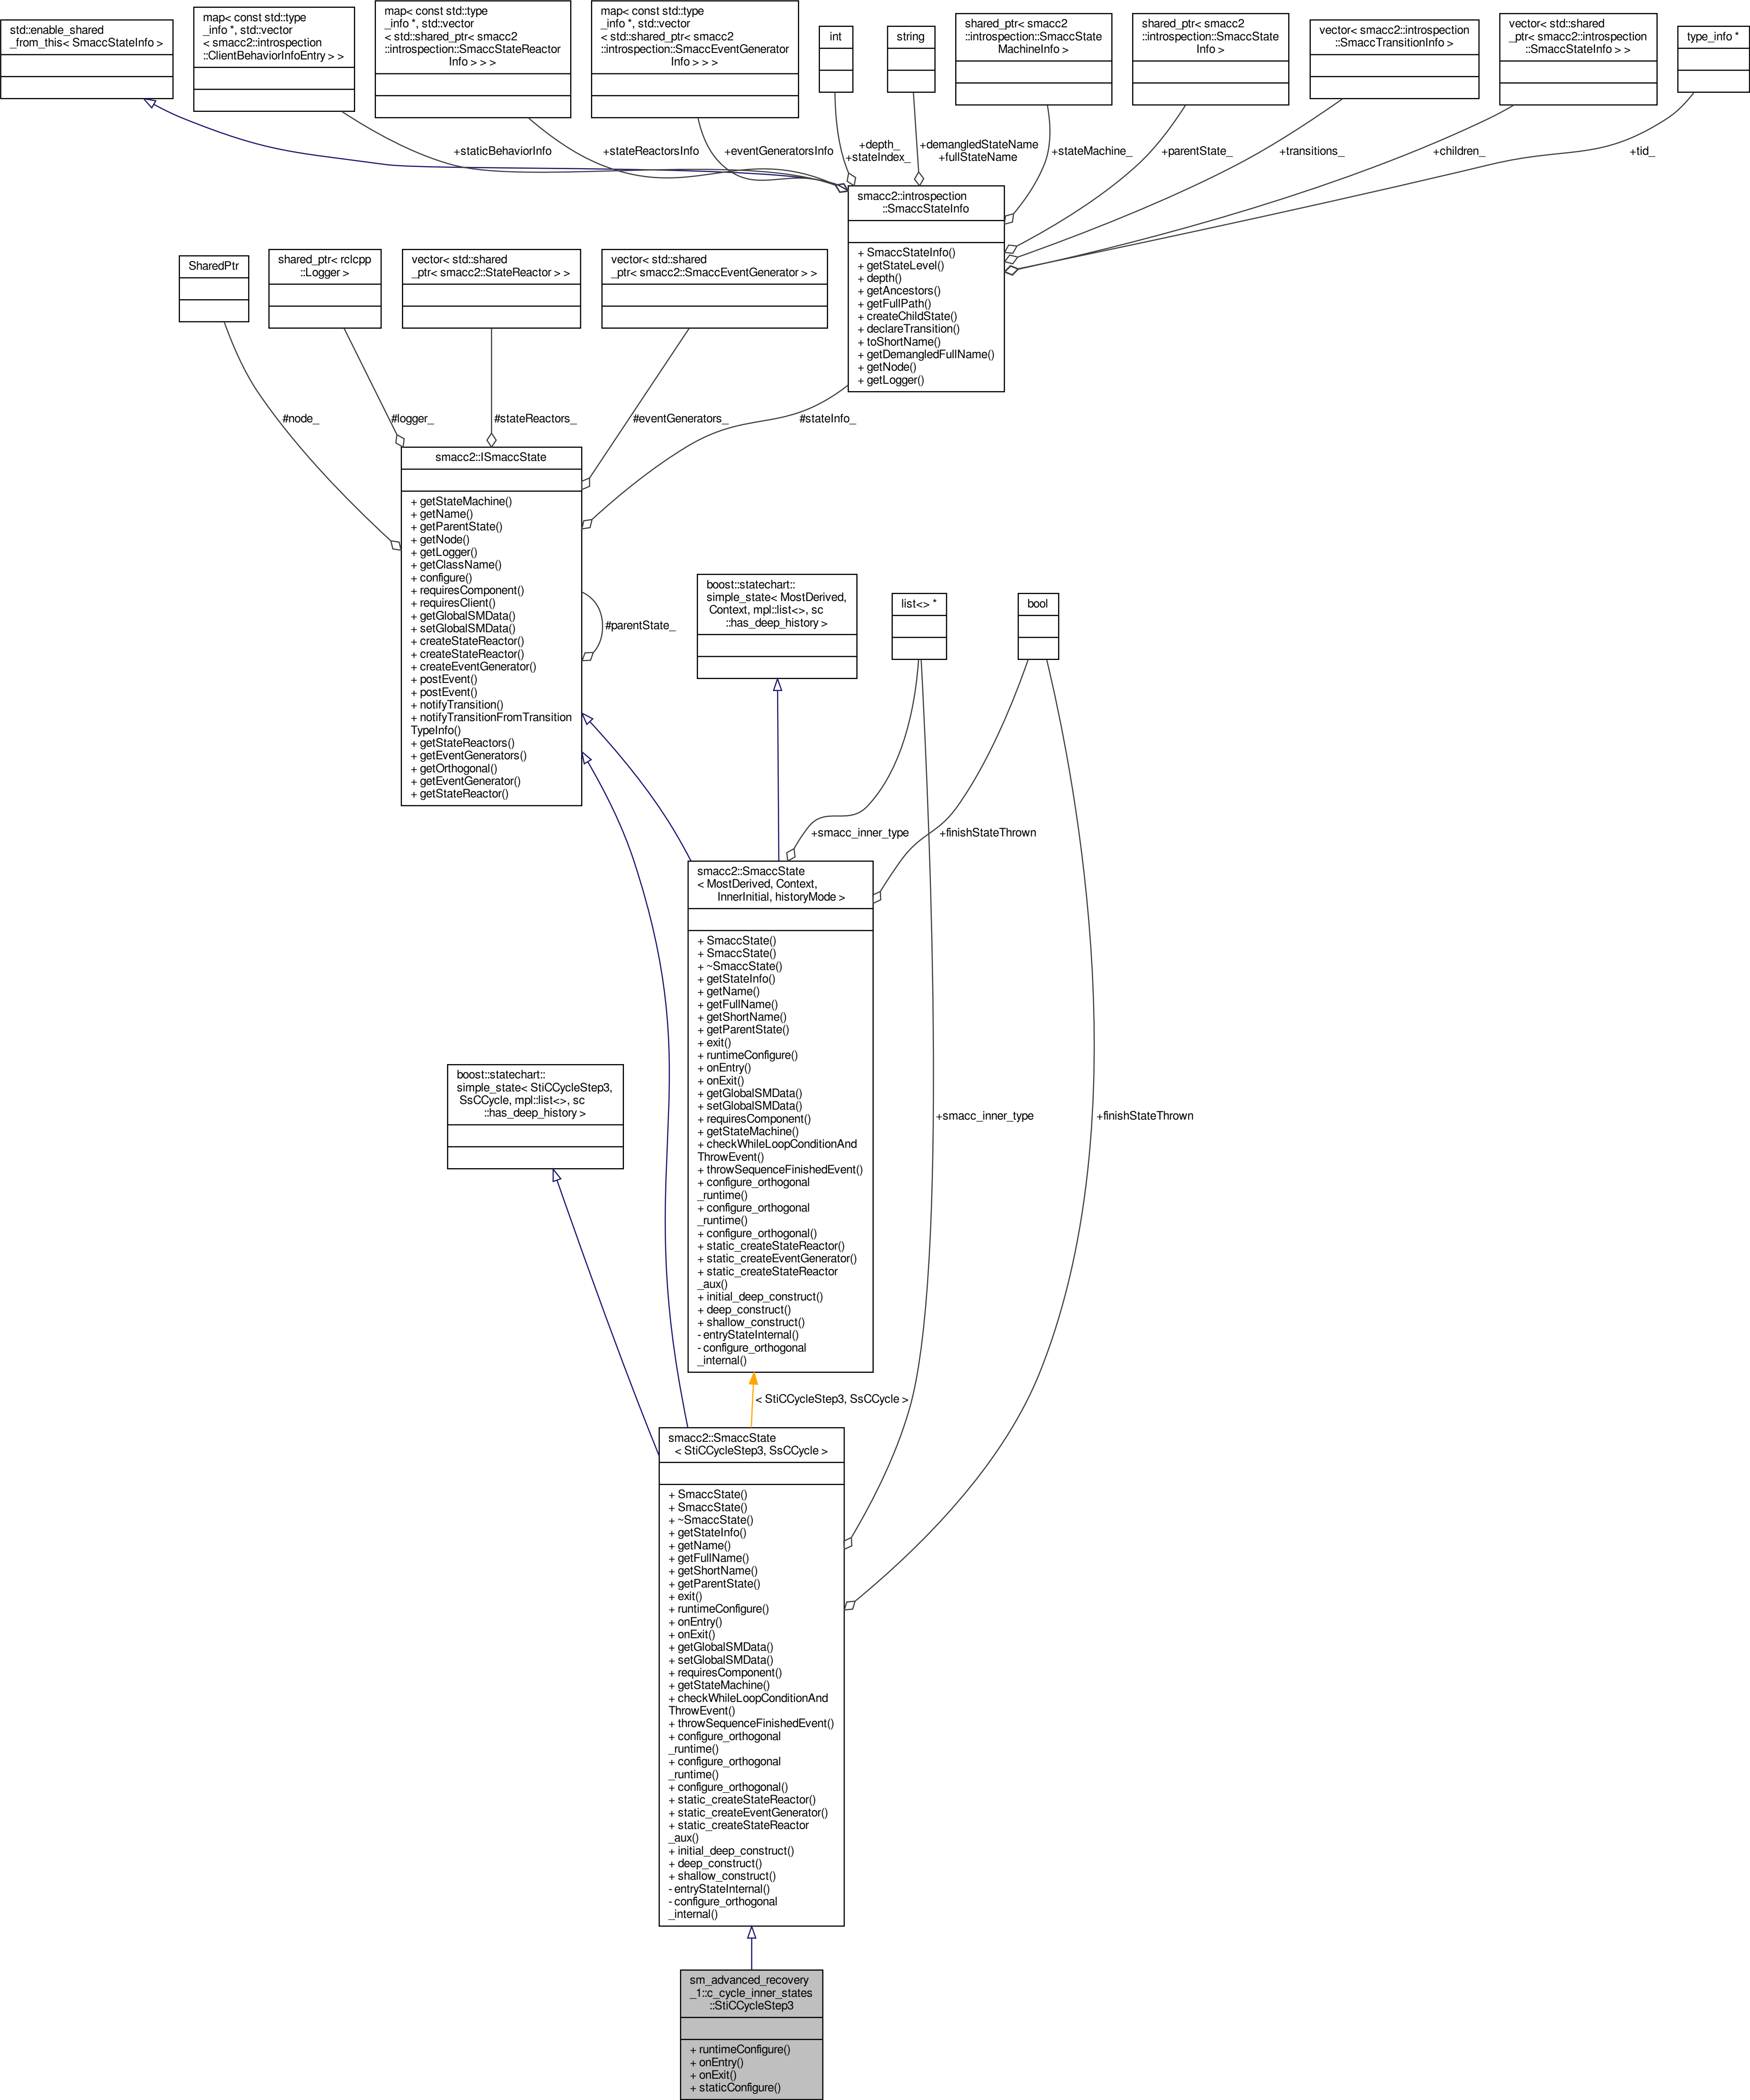 std::enable_shared
_from_this< SmaccStateInfo >
map< const std::type
_info *, std::vector
< smacc2::introspection
::ClientBehaviorInfoEntry > >
map< const std::type
_info *, std::vector
< std::shared_ptr< smacc2
::introspection::SmaccStateReactor
Info > > >
map< const std::type
_info *, std::vector
< std::shared_ptr< smacc2
::introspection::SmaccEventGenerator
Info > > >
int
string
shared_ptr< smacc2
::introspection::SmaccState
MachineInfo >
shared_ptr< smacc2
::introspection::SmaccState
Info >
vector< smacc2::introspection
::SmaccTransitionInfo >
vector< std::shared
_ptr< smacc2::introspection
::SmaccStateInfo > >
type_info *
+staticBehaviorInfo
+stateReactorsInfo
+eventGeneratorsInfo
+depth_
+stateIndex_
+demangledStateName
+fullStateName
+stateMachine_
+parentState_
+transitions_
+children_
+tid_
smacc2::introspection
::SmaccStateInfo
+ SmaccStateInfo()
+ getStateLevel()
+ depth()
+ getAncestors()
+ getFullPath()
+ createChildState()
+ declareTransition()
+ toShortName()
+ getDemangledFullName()
+ getNode()
+ getLogger()
SharedPtr
shared_ptr< rclcpp
::Logger >
vector< std::shared
_ptr< smacc2::StateReactor > >
vector< std::shared
_ptr< smacc2::SmaccEventGenerator > >
#node_
#logger_
#stateReactors_
#eventGenerators_
#stateInfo_
smacc2::ISmaccState
+ getStateMachine()
+ getName()
+ getParentState()
+ getNode()
+ getLogger()
+ getClassName()
+ configure()
+ requiresComponent()
+ requiresClient()
+ getGlobalSMData()
+ setGlobalSMData()
+ createStateReactor()
+ createStateReactor()
+ createEventGenerator()
+ postEvent()
+ postEvent()
+ notifyTransition()
+ notifyTransitionFromTransition
TypeInfo()
+ getStateReactors()
+ getEventGenerators()
+ getOrthogonal()
+ getEventGenerator()
+ getStateReactor()
#parentState_
boost::statechart::
simple_state< MostDerived,
Context, mpl::list<>, sc
::has_deep_history >
list<> *
bool
+smacc_inner_type
+finishStateThrown
smacc2::SmaccState
< MostDerived, Context,
InnerInitial, historyMode >
+ SmaccState()
+ SmaccState()
+ ~SmaccState()
+ getStateInfo()
+ getName()
+ getFullName()
+ getShortName()
+ getParentState()
+ exit()
+ runtimeConfigure()
+ onEntry()
+ onExit()
+ getGlobalSMData()
+ setGlobalSMData()
+ requiresComponent()
+ getStateMachine()
+ checkWhileLoopConditionAnd
ThrowEvent()
+ throwSequenceFinishedEvent()
+ configure_orthogonal
_runtime()
+ configure_orthogonal
_runtime()
+ configure_orthogonal()
+ static_createStateReactor()
+ static_createEventGenerator()
+ static_createStateReactor
_aux()
+ initial_deep_construct()
+ deep_construct()
+ shallow_construct()
- entryStateInternal()
- configure_orthogonal
_internal()
boost::statechart::
simple_state< StiCCycleStep3,
SsCCycle, mpl::list<>, sc
::has_deep_history >
+smacc_inner_type
+finishStateThrown
< StiCCycleStep3, SsCCycle >
smacc2::SmaccState
< StiCCycleStep3, SsCCycle >
+ SmaccState()
+ SmaccState()
+ ~SmaccState()
+ getStateInfo()
+ getName()
+ getFullName()
+ getShortName()
+ getParentState()
+ exit()
+ runtimeConfigure()
+ onEntry()
+ onExit()
+ getGlobalSMData()
+ setGlobalSMData()
+ requiresComponent()
+ getStateMachine()
+ checkWhileLoopConditionAnd
ThrowEvent()
+ throwSequenceFinishedEvent()
+ configure_orthogonal
_runtime()
+ configure_orthogonal
_runtime()
+ configure_orthogonal()
+ static_createStateReactor()
+ static_createEventGenerator()
+ static_createStateReactor
_aux()
+ initial_deep_construct()
+ deep_construct()
+ shallow_construct()
- entryStateInternal()
- configure_orthogonal
_internal()
sm_advanced_recovery
_1::c_cycle_inner_states
::StiCCycleStep3
+ runtimeConfigure()
+ onEntry()
+ onExit()
+ staticConfigure()